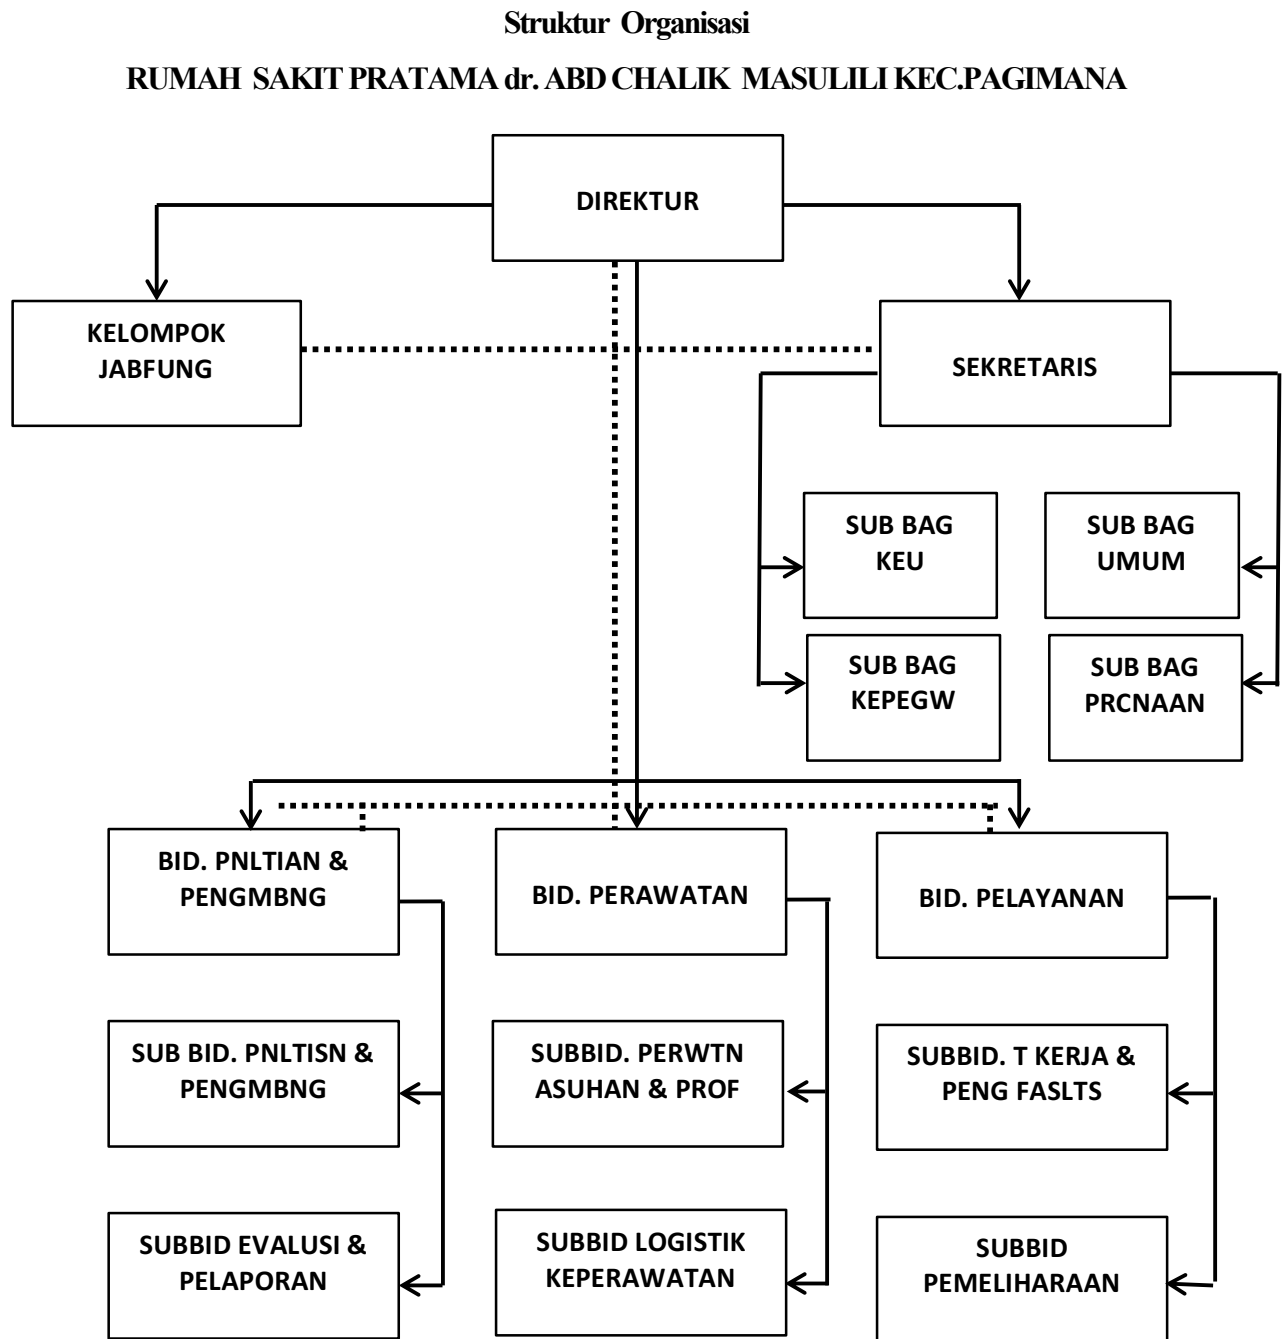 Struktur Organisasi
RUMAH SAKIT PRATAMA dr. ABD CHALIK MASULILI KEC.PAGIMANA
DIREKTUR
KELOMPOK
JABFUNG
SEKRETARIS
SUB BAG
KEU
SUB BAG
UMUM
SUB BAG
KEPEGW
SUB BAG
PRCNAAN
BID. PNLTIAN &
PENGMBNG
BID. PERAWATAN
BID. PELAYANAN
SUB BID. PNLTISN &
PENGMBNG
SUBBID. PERWTN
ASUHAN & PROF
SUBBID. T KERJA &
PENG FASLTS
SUBBID EVALUSI &
PELAPORAN
SUBBID LOGISTIK
KEPERAWATAN
SUBBID
PEMELIHARAAN